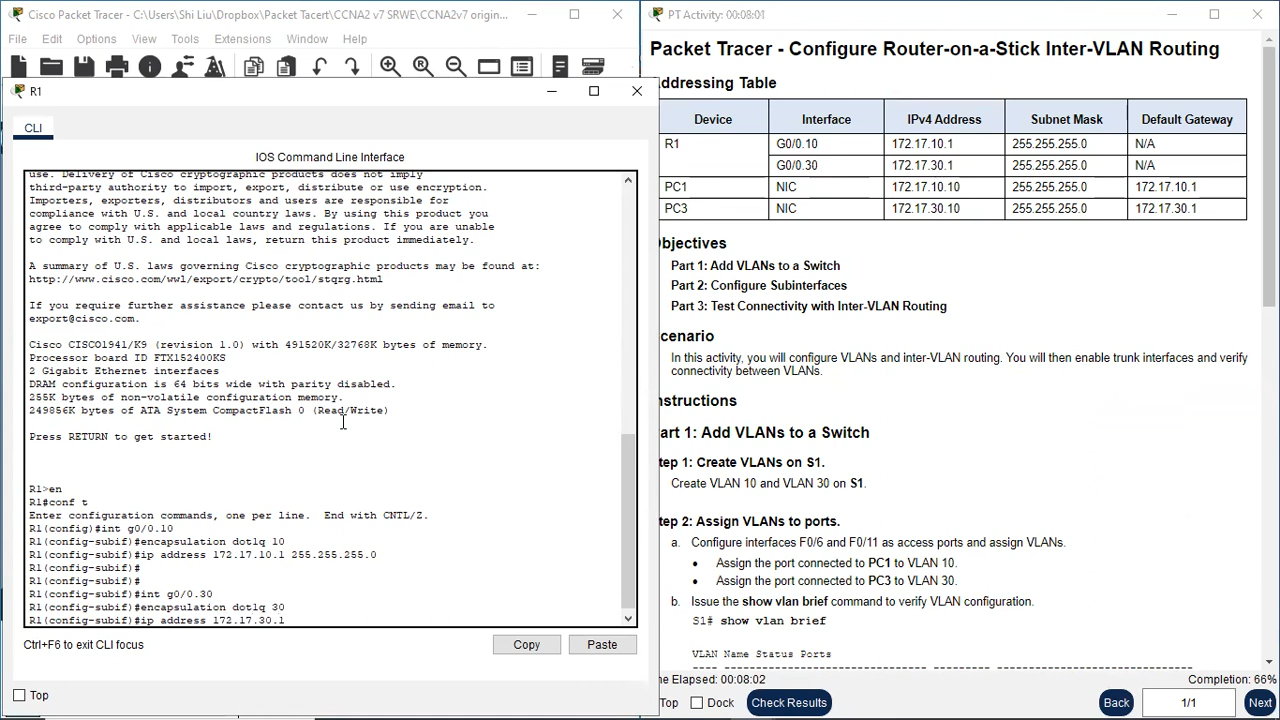 Cisco Packet Tracer - C:\Users\Shi Liu\Dropbox\Packet Tacert\CCNA2 v7 SRWE\CCNA2v7 origin...
File Edit Options View Tools Extensions Window Help
R1
CLI
IOS Command Line Interface
use. Delivery of Cisco cryptographic products does not imply
third-party authority to import, export, distribute or use encryption.
Importers, exporters, distributors and users are responsible for
compliance with U.S. and local country laws. By using this product you
agree to comply with applicable laws and regulations. If you are unable
to comply with U.S. and local laws, return this product immediately.
A summary of U.S. laws governing Cisco cryptographic products may be found at:
http://www.cisco.com/wwl/export/crypto/tool/stqrg.html
If you require further assistance please contact us by sending email to
export@cisco.com.
Cisco CISCO1941/K9 (revision 1.0) with 491520K/32768K bytes of memory.
Processor board ID FTX152400KS
2 Gigabit Ethernet interfaces
DRAM configuration is 64 bits wide with parity disabled.
255K bytes of non-volatile configuration memory.
249856K bytes of ATA System CompactFlash 0 (Read/Write)
Press RETURN to get started!
R1>en
R1#conf t
Enter configuration commands, one per line. End with CNTL/Z.
R1(config)#int g0/0.10
R1(config-subif)#encapsulation dot1q 10
R1(config-subif)#ip address 172.17.10.1 255.255.255.0
R1(config-subif)#
R1(config-subif)#
R1(config-subif)#int g0/0.30
R1(config-subif)#encapsulation dot1q 30
R1(config-subif)#ip address 172.17.30.1
Ctrl+F6 to exit CLI focus
Copy
Paste
Top
PT Activity: 00:08:01
Packet Tracer - Configure Router-on-a-Stick Inter-VLAN Routing
ddressing Table
Device Interface IPv4 Address Subnet Mask Default Gateway
R1 G0/0.10 172.17.10.1 255.255.255.0 N/A
G0/0.30 172.17.30.1 255.255.255.0 N/A
PC1 NIC 172.17.10.10 255.255.255.0 172.17.10.1
PC3 NIC 172.17.30.10 255.255.255.0 172.17.30.1
bjectives
Part 1: Add VLANs to a Switch
Part 2: Configure Subinterfaces
Part 3: Test Connectivity with Inter-VLAN Routing
cenario
In this activity, you will configure VLANs and inter-VLAN routing. You will then enable trunk interfaces and verify
connectivity between VLANs.
nstructions
art 1: Add VLANs to a Switch
tep 1: Create VLANs on S1.
Create VLAN 10 and VLAN 30 on S1.
tep 2: Assign VLANs to ports.
a. Configure interfaces F0/6 and F0/11 as access ports and assign VLANs.
• Assign the port connected to PC1 to VLAN 10.
• Assign the port connected to PC3 to VLAN 30.
b. Issue the show vlan brief command to verify VLAN configuration.
S1# show vlan brief
VLAN Name Status Ports
---- ------------------------------- --------- -------------------------------
me Elapsed: 00:08:02
Completion: 66%
Top
Dock
Check Results
Back
1/1
Next